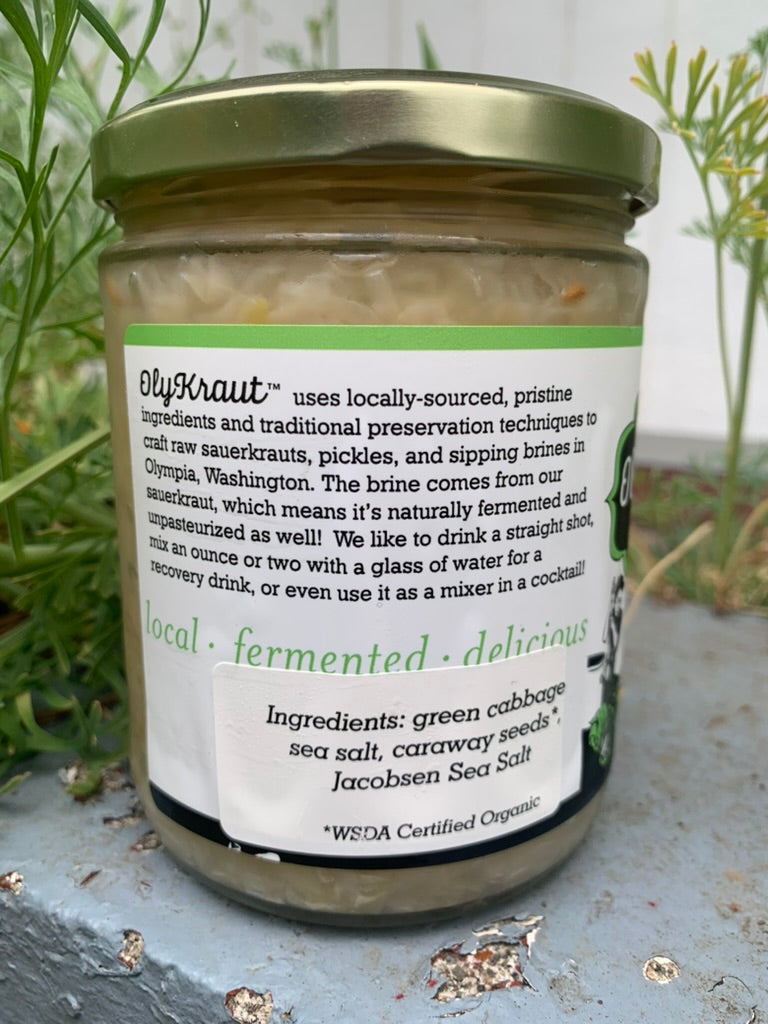 OlyKraut™ uses locally-sourced, pristine
ingredients and traditional preservation techniques to
craft raw sauerkrauts, pickles, and sipping brines in
Olympia, Washington. The brine comes from our
sauerkraut, which means it's naturally fermented and
unpasteurized as well! We like to drink a straight shot,
mix an ounce or two with a glass of water for a
recovery drink, or even use it as a mixer in a cocktail!
local · fermented · delicious
Ingredients: green cabbage
sea salt, caraway seeds*,
Jacobsen Sea Salt
*WSDA Certified Organic